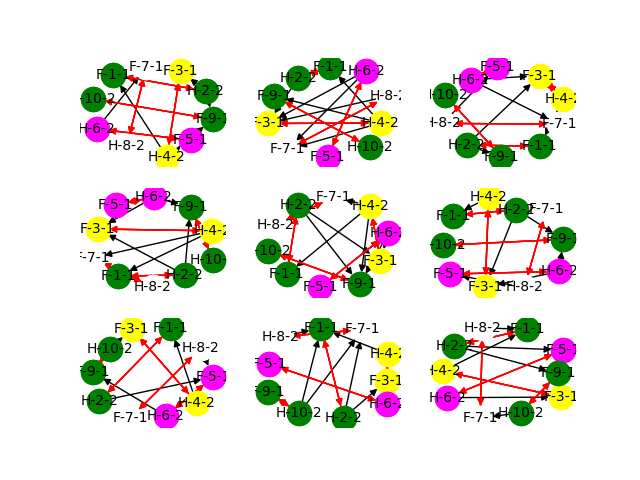 F-1-1 F-7-1 F-3-1
H-10-2 H-2-2
H-6-2 F-9-1
H-8-2 H-4-2 F-5-1
H-2-2 F-1-1 H-6-2
F-9-1 H-8-2
F-3-1 H-4-2
F-7-1 F-5-1 H-10-2
H-6-2 F-5-1 F-3-1
H-10-2 H-4-2
H-8-2 F-7-1
H-2-2 F-9-1 F-1-1
F-5-1 H-6-2 F-9-1
F-3-1 H-4-2
F-7-1 H-10-2
F-1-1 H-8-2 H-2-2
H-2-2 F-7-1 H-4-2
H-8-2 H-6-2
H-10-2 F-3-1
F-1-1 F-5-1 F-9-1
F-1-1 H-4-2 H-2-2 F-7-1
H-10-2 F-9-1
F-5-1 F-3-1 H-8-2 H-6-2
F-3-1 F-1-1
H-10-2 H-8-2
F-9-1 F-5-1
H-2-2 F-7-1 H-6-2 H-4-2
H-8-2 F-1-1 F-7-1
F-5-1 H-4-2
F-9-1 F-3-1
H-10-2 H-2-2 H-6-2
H-2-2 H-8-2 F-1-1
H-4-2 F-5-1
H-6-2 F-9-1
F-7-1 H-10-2 F-3-1